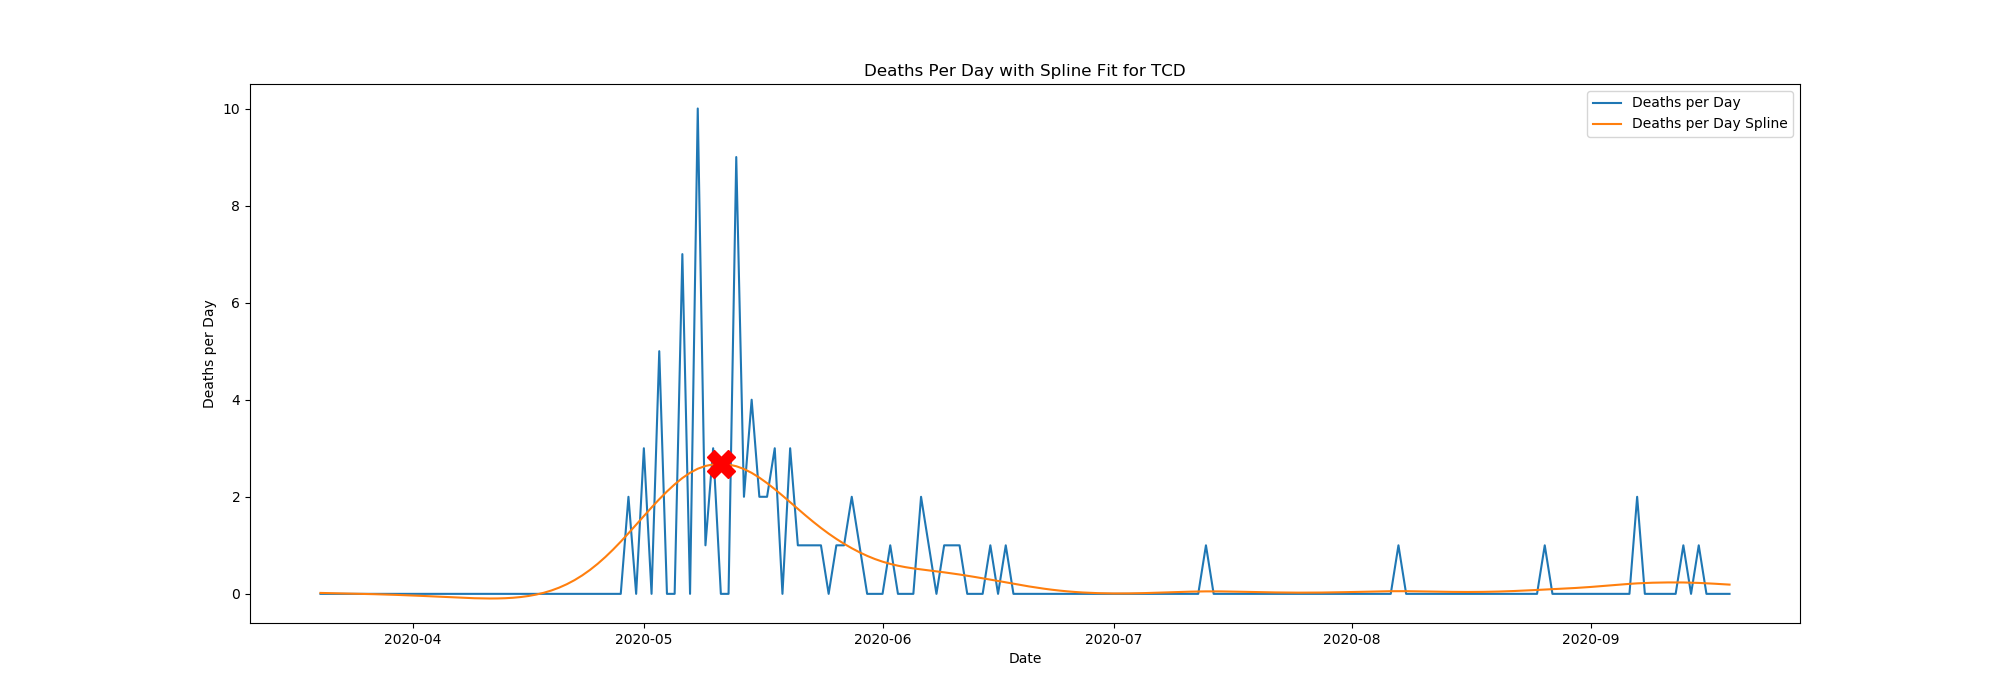 Deaths Per Day with Spline Fit for TCD
Deaths per Day
Deaths per Day Spline
10
8
6
4
2
0
Deaths per Day
2020-04
2020-05
2020-06
2020-07
2020-08
2020-09
Date